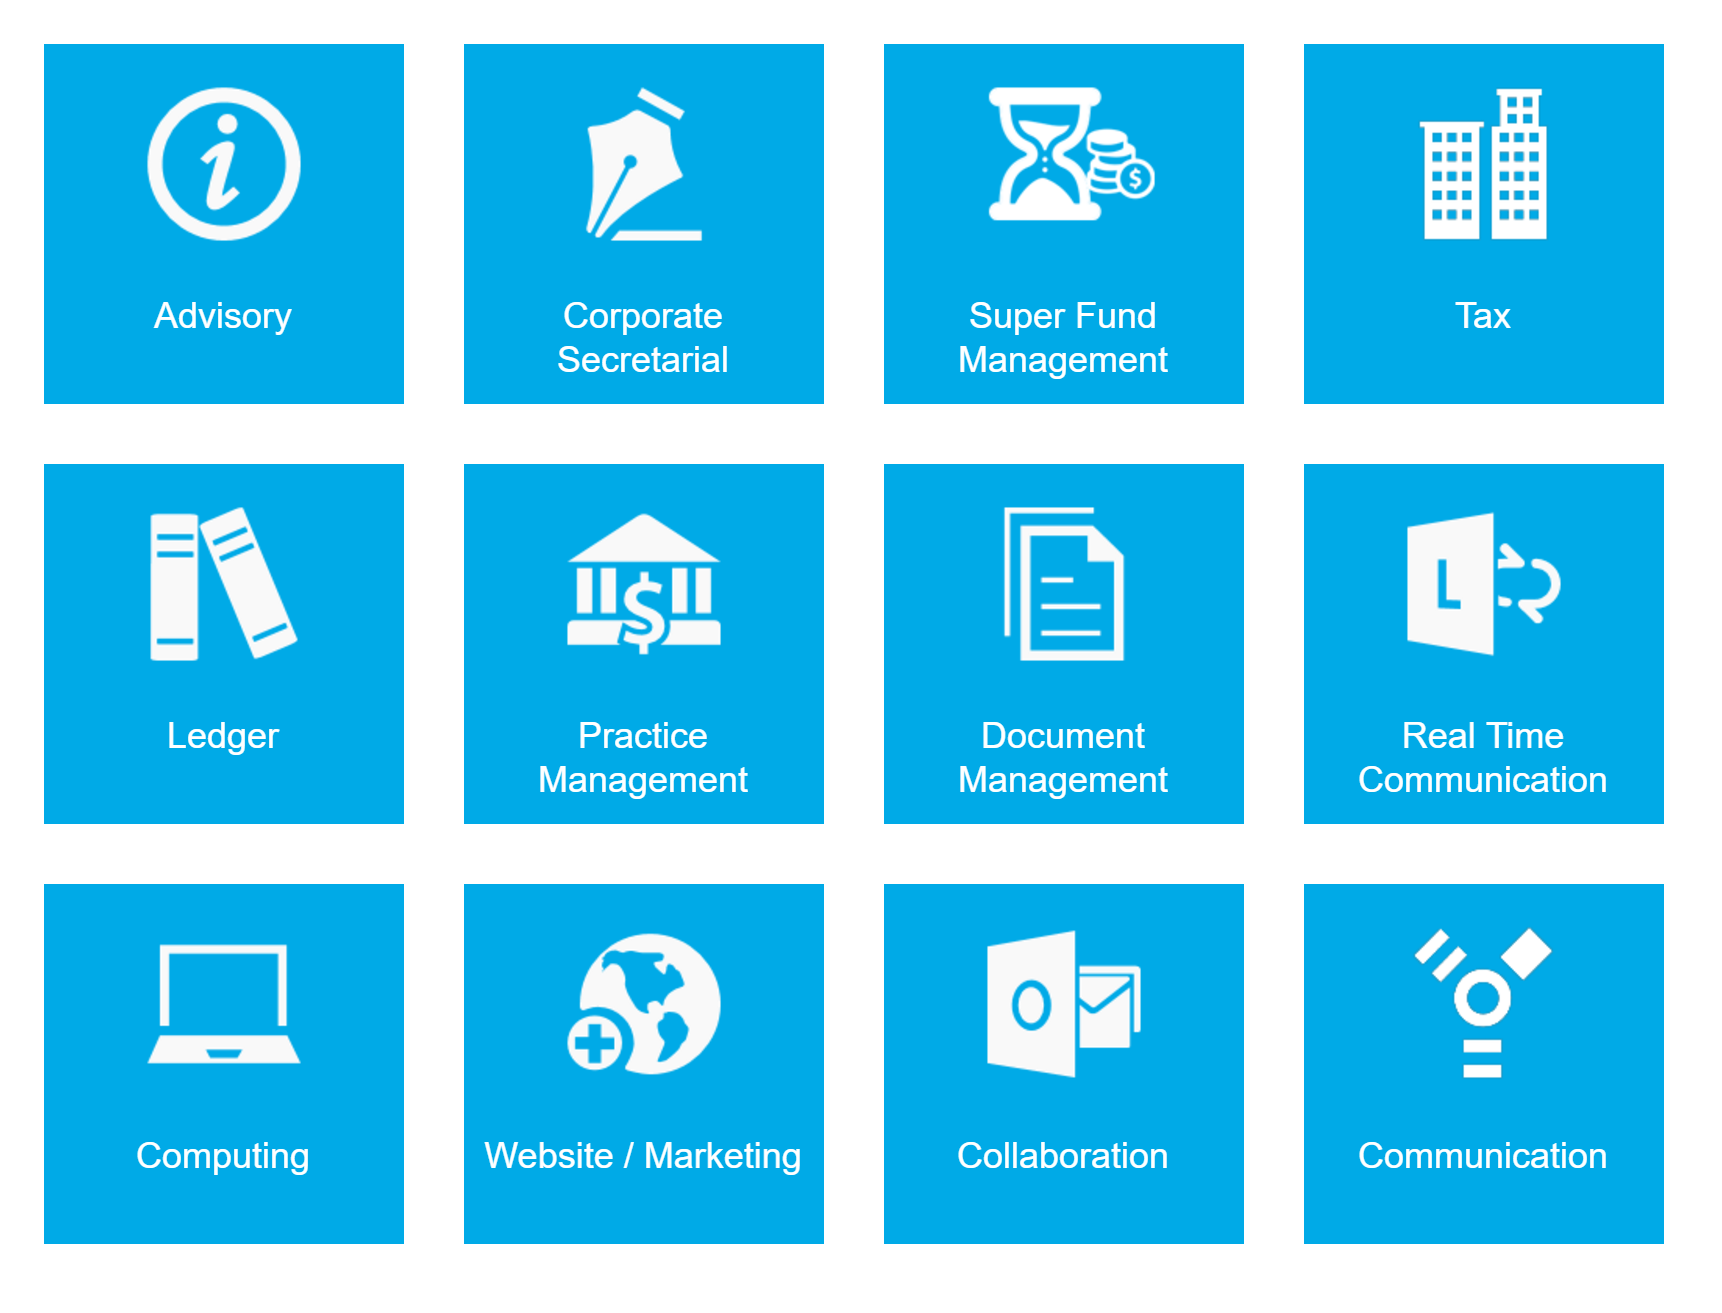 Advisory
Corporate
Secretarial
Super Fund
Management
Tax
Ledger
Practice
Management
Document
Management
L
Real Time
Communication
Computing
Website / Marketing
Collaboration
Communication